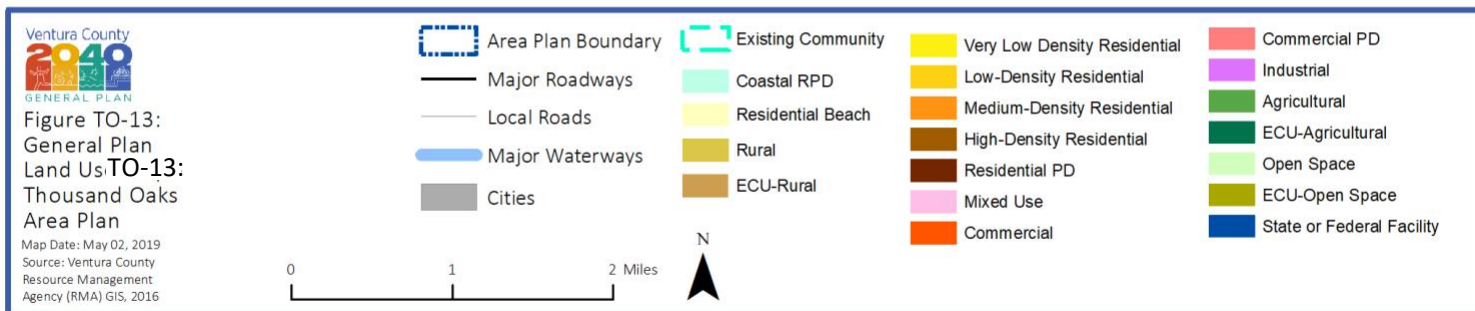 Ventura County
2040
GENERAL PLAN
Figure TO-13:
General Plan
Land Us TO-13:
Thousand Oaks
Area Plan
Map Date: May 02, 2019
Source: Ventura County
Resource Management
Agency (RMA) GIS, 2016
Area Plan Boundary
Major Roadways
Local Roads
Major Waterways
Cities
0 1 2 Miles
Existing Community
Coastal RPD
Residential Beach
Rural
ECU-Rural
N
Very Low Density Residential
Low-Density Residential
Medium-Density Residential
High-Density Residential
Residential PD
Mixed Use
Commercial
Commercial PD
Industrial
Agricultural
ECU-Agricultural
Open Space
ECU-Open Space
State or Federal Facility